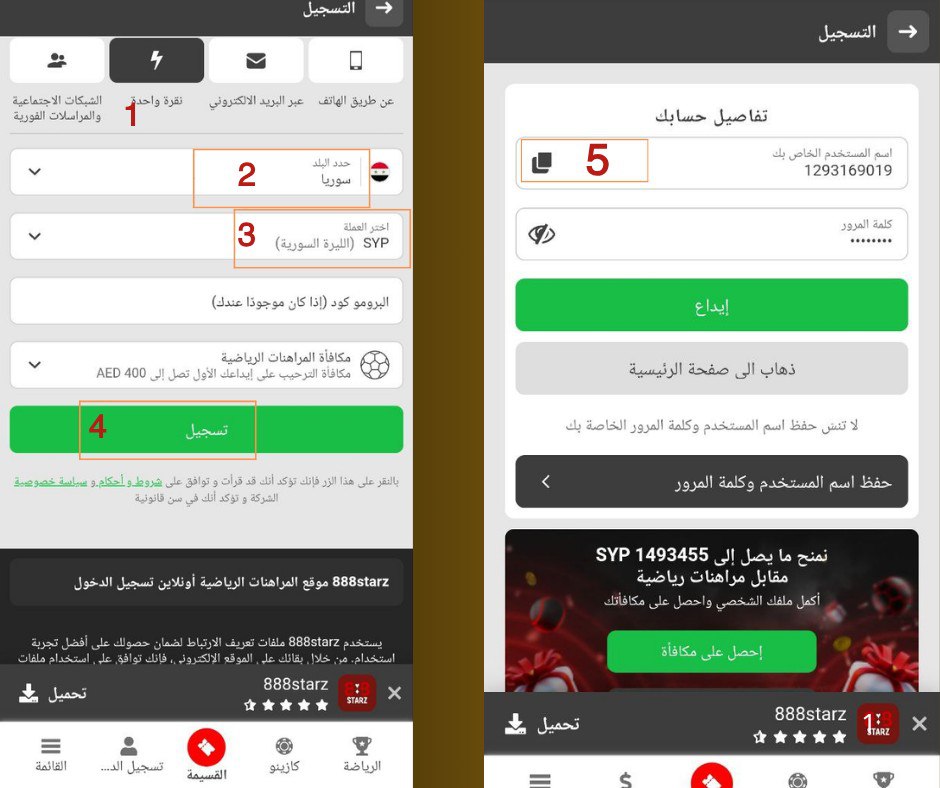 التسجيل
عن طريق الهاتف
عبر البريد الالكتروني
نقرة واحدة
1
الشبكات الاجتماعية
والمراسلات الفورية
حدد البلد
سوريا
2
اختر العملة
SYP (الليرة السورية)
3
البرومو كود (إذا كان موجودًا عندك)
مكافأة المراهنات الرياضية
مكافأة الترحيب على إيداعك الأول تصل إلى 400 AED
تسجيل
4
بالنقر على هذا الزر فإنك تؤكد أنك قد قرأت و توافق على شروط و أحكام و سياسة خصوصية
الشركة و تؤكد أنك في سن قانونية
888starz موقع المراهنات الرياضية أونلاين تسجيل الدخول
يستخدم 888starz ملفات تعريف الارتباط لضمان حصولك على أفضل تجربة
استخدام. من خلال بقائك على الموقع الإلكتروني، فإنك توافق على استخدام ملفات
888starz
تحميل
888 STARZ
الرياضة
كازينو
القسيمة
تسجيل الد...
القائمة
التسجيل
تفاصيل حسابك
اسم المستخدم الخاص بك
1293169019
5
كلمة المرور
••••••••
إيداع
ذهاب الى صفحة الرئيسية
لا تنسَ حفظ اسم المستخدم وكلمة المرور الخاصة بك
حفظ اسم المستخدم وكلمة المرور
نمنح ما يصل إلى 1493455 SYP
مقابل مراهنات رياضية
أكمل ملفك الشخصي واحصل على مكافأتك
إحصل على مكافأة
888starz
تحميل
STARZ